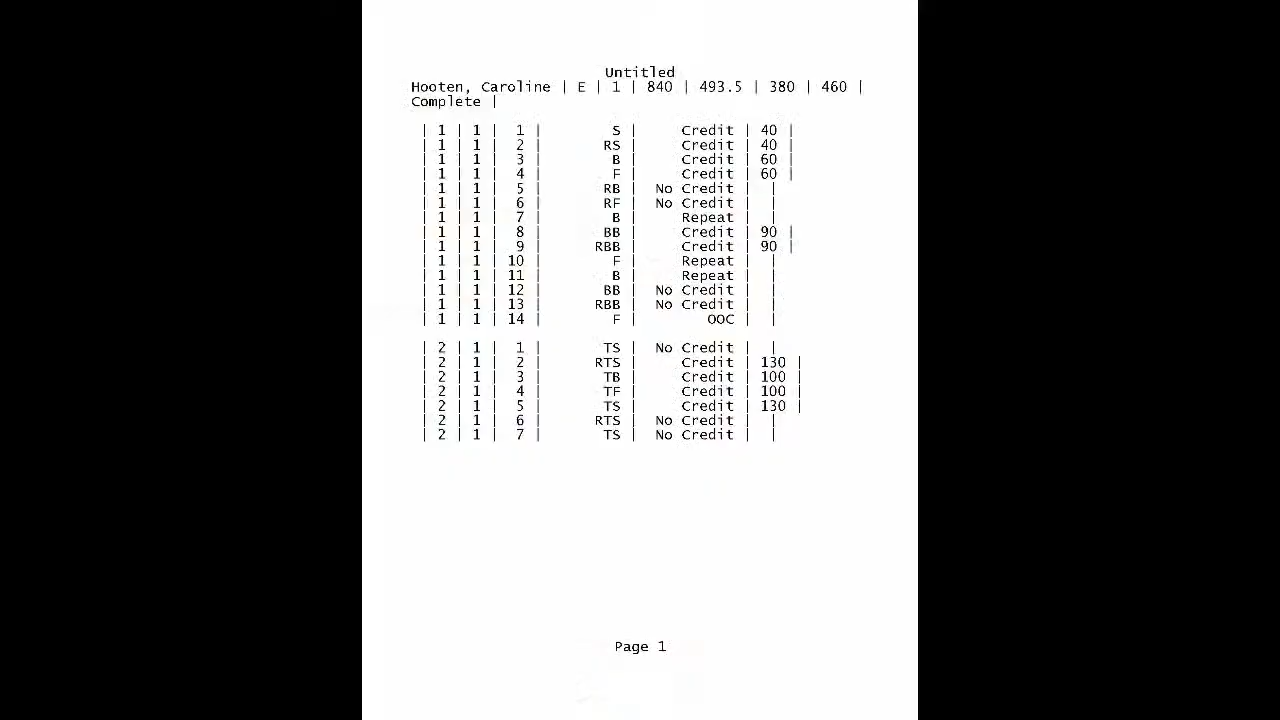 Untitled
Hooten, Caroline | E | 1 | 840 | 493.5 | 380 | 460 |
Complete |
| 1 | 1 | 1 | S | Credit | 40 |
| 1 | 1 | 2 | RS | Credit | 40 |
| 1 | 1 | 3 | B | Credit | 60 |
| 1 | 1 | 4 | F | Credit | 60 |
| 1 | 1 | 5 | RB | No Credit | |
| 1 | 1 | 6 | RF | No Credit | |
| 1 | 1 | 7 | B | Repeat | |
| 1 | 1 | 8 | BB | Credit | 90 |
| 1 | 1 | 9 | RBB | Credit | 90 |
| 1 | 1 | 10 | F | Repeat | |
| 1 | 1 | 11 | B | Repeat | |
| 1 | 1 | 12 | BB | No Credit | |
| 1 | 1 | 13 | RBB | No Credit | |
| 1 | 1 | 14 | F | OOC | |
| 2 | 1 | 1 | TS | No Credit | |
| 2 | 1 | 2 | RTS | Credit | 130 |
| 2 | 1 | 3 | TB | Credit | 100 |
| 2 | 1 | 4 | TF | Credit | 100 |
| 2 | 1 | 5 | TS | Credit | 130 |
| 2 | 1 | 6 | RTS | No Credit | |
| 2 | 1 | 7 | TS | No Credit | |
Page 1